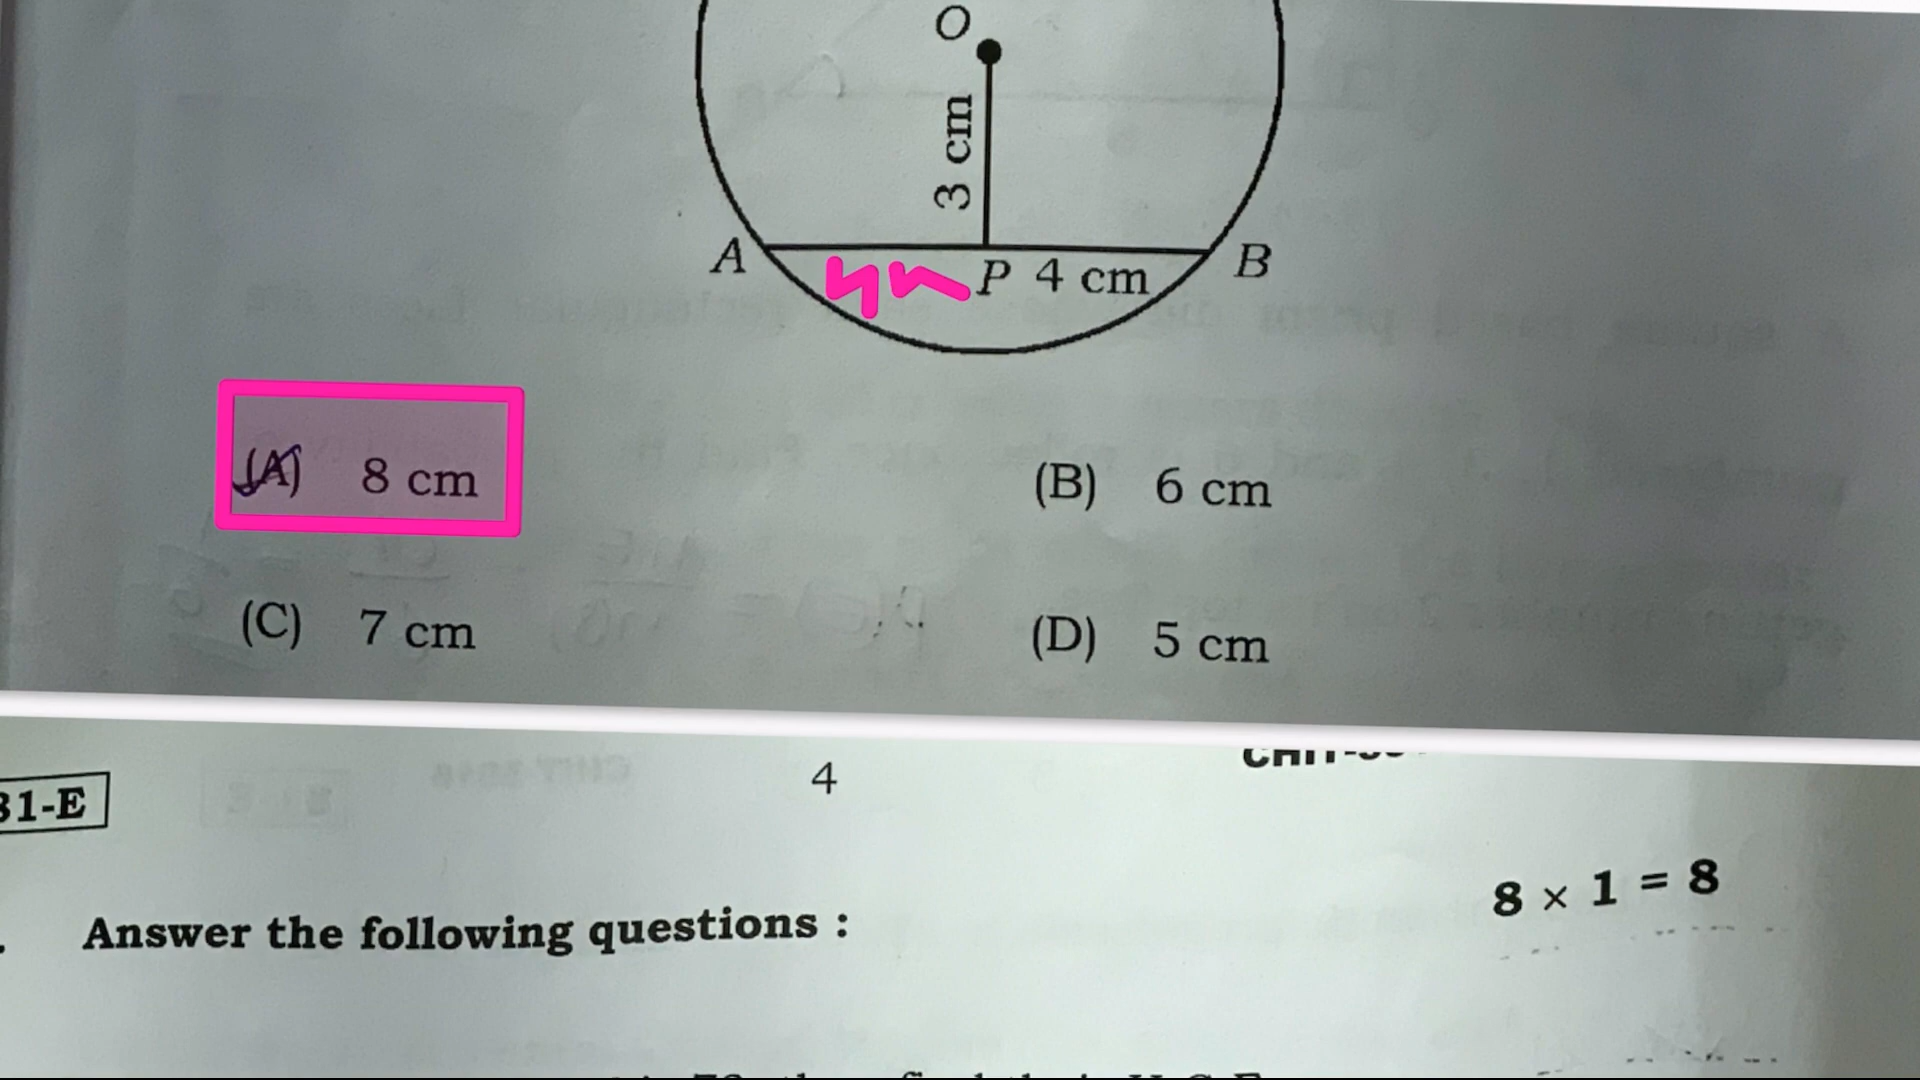 O
3 cm
A P 4 cm B
(A) 8 cm
(B) 6 cm
(C) 7 cm
(D) 5 cm
31-E
4
Answer the following questions :
8 × 1 = 8